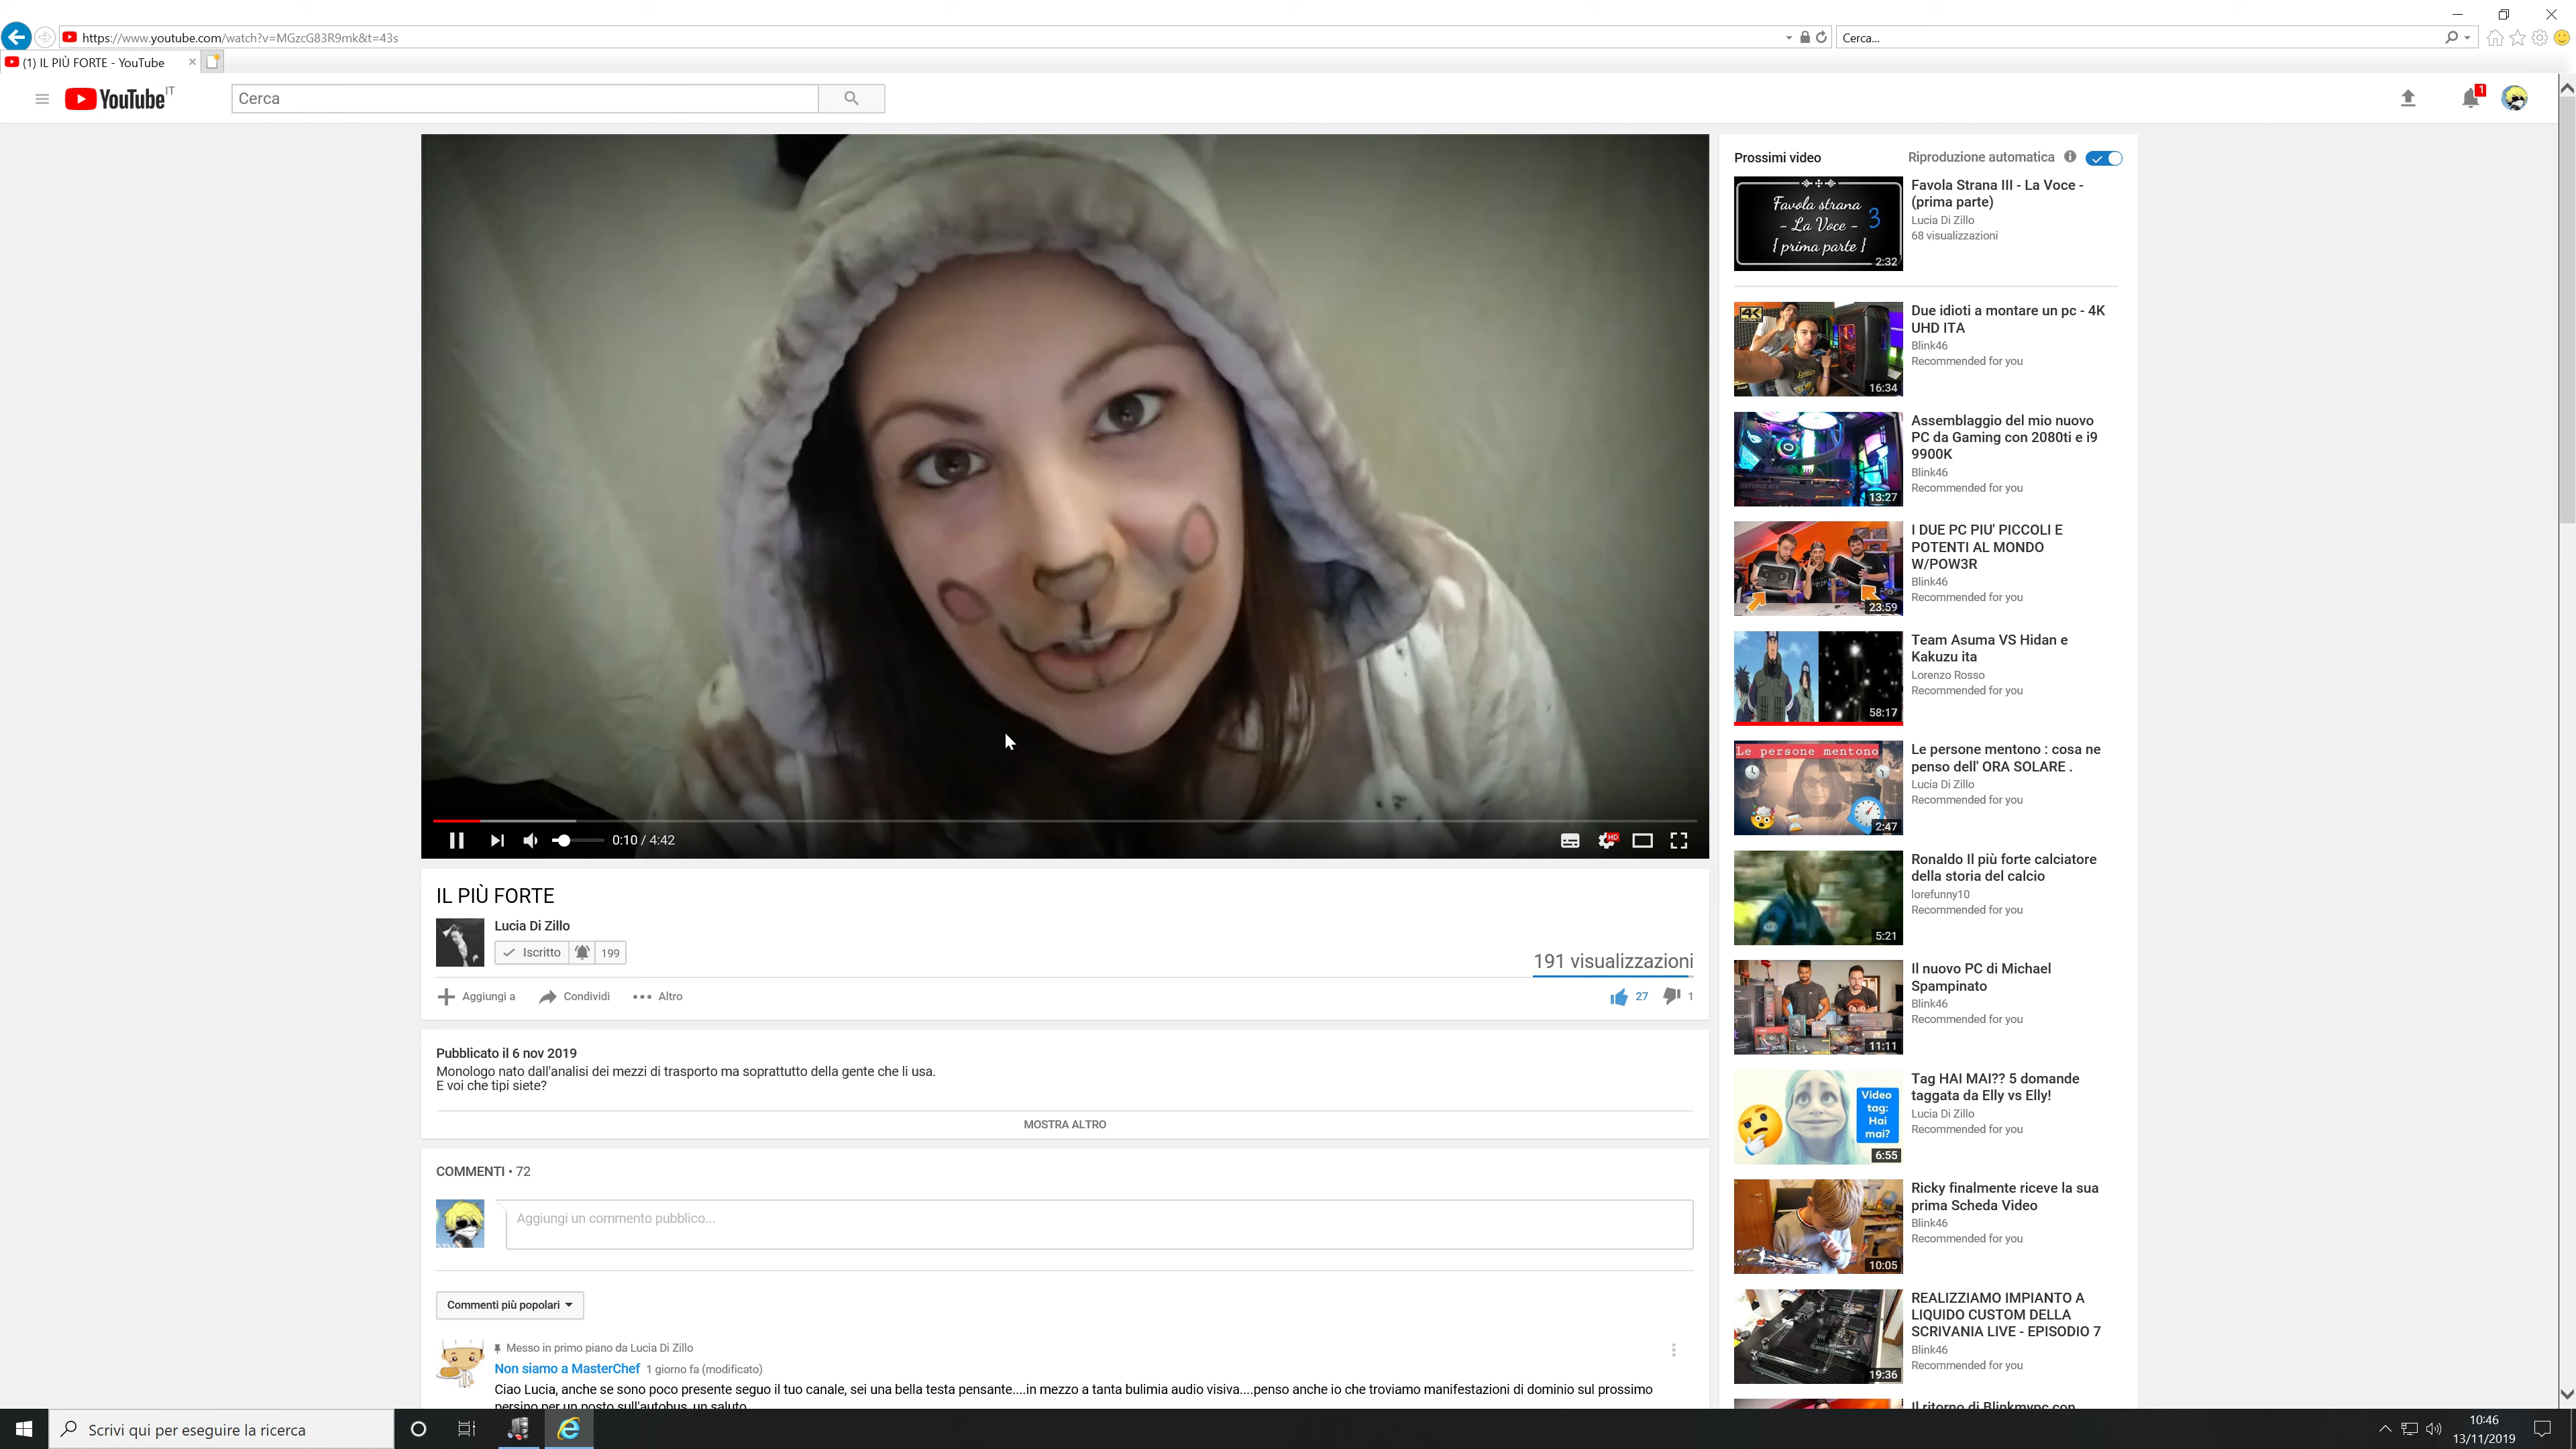 https://www.youtube.com/watch?v=MGzcG83R9mk&t=43s
Cerca...
(1) IL PIÙ FORTE - YouTube
YouTube IT
Cerca
1
0:10 / 4:42
HD
IL PIÙ FORTE
Lucia Di Zillo
Iscritto 199
191 visualizzazioni
Aggiungi a Condividi Altro
27 1
Pubblicato il 6 nov 2019
Monologo nato dall'analisi dei mezzi di trasporto ma soprattutto della gente che li usa.
E voi che tipi siete?
MOSTRA ALTRO
COMMENTI • 72
Aggiungi un commento pubblico...
Commenti più popolari
Messo in primo piano da Lucia Di Zillo
Non siamo a MasterChef 1 giorno fa (modificato)
Ciao Lucia, anche se sono poco presente seguo il tuo canale, sei una bella testa pensante....in mezzo a tanta bulimia audio visiva....penso anche io che troviamo manifestazioni di dominio sul prossimo
persino per un posto sull'autobus, un saluto
Prossimi video
Riproduzione automatica
Favola strana
- La Voce - 3
{ prima parte }
2:32
Favola Strana III - La Voce -
(prima parte)
Lucia Di Zillo
68 visualizzazioni
4K
16:34
Due idioti a montare un pc - 4K
UHD ITA
Blink46
Recommended for you
13:27
Assemblaggio del mio nuovo
PC da Gaming con 2080ti e i9
9900K
Blink46
Recommended for you
23:59
I DUE PC PIU' PICCOLI E
POTENTI AL MONDO
W/POW3R
Blink46
Recommended for you
58:17
Team Asuma VS Hidan e
Kakuzu ita
Lorenzo Rosso
Recommended for you
Le persone mentono
2:47
Le persone mentono : cosa ne
penso dell' ORA SOLARE .
Lucia Di Zillo
Recommended for you
5:21
Ronaldo Il più forte calciatore
della storia del calcio
lorefunny10
Recommended for you
11:11
Il nuovo PC di Michael
Spampinato
Blink46
Recommended for you
Video
tag:
Hai
mai?
6:55
Tag HAI MAI?? 5 domande
taggata da Elly vs Elly!
Lucia Di Zillo
Recommended for you
10:05
Ricky finalmente riceve la sua
prima Scheda Video
Blink46
Recommended for you
19:36
REALIZZIAMO IMPIANTO A
LIQUIDO CUSTOM DELLA
SCRIVANIA LIVE - EPISODIO 7
Blink46
Recommended for you
Il ritorno di Blinkmypc con
Scrivi qui per eseguire la ricerca
10:46
13/11/2019